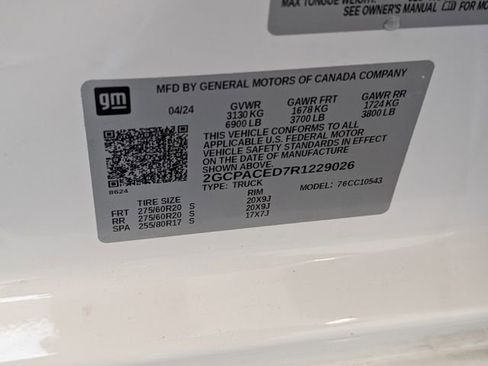 MAX TONGUE WEIGHT:
SEE OWNER'S MANUAL FOR MO
gm
MFD BY GENERAL MOTORS OF CANADA COMPANY
04/24 GVWR GAWR FRT GAWR RR
3130 KG 1678 KG 1724 KG
6900 LB 3700 LB 3800 LB
THIS VEHICLE CONFORMS TO ALL
APPLICABLE U.S. FEDERAL MOTOR
VEHICLE SAFETY STANDARDS IN
EFFECT ON THE DATE OF MANUFACTURE
SHOWN ABOVE.
2GCPACED7R1229026
TYPE: TRUCK MODEL: 76CC10543
8624
TIRE SIZE RIM
FRT 275/60R20 S 20X9J
RR 275/60R20 S 20X9J
SPA 255/80R17 S 17X7J